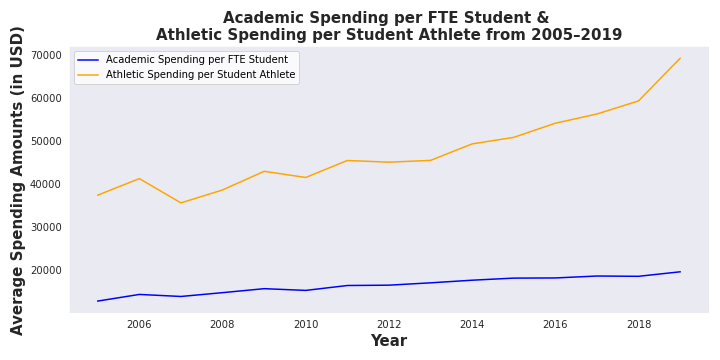 Academic Spending per FTE Student &
Athletic Spending per Student Athlete from 2005–2019
Average Spending Amounts (in USD)
70000
60000
50000
40000
30000
20000
Academic Spending per FTE Student
Athletic Spending per Student Athlete
2006 2008 2010 2012 2014 2016 2018
Year